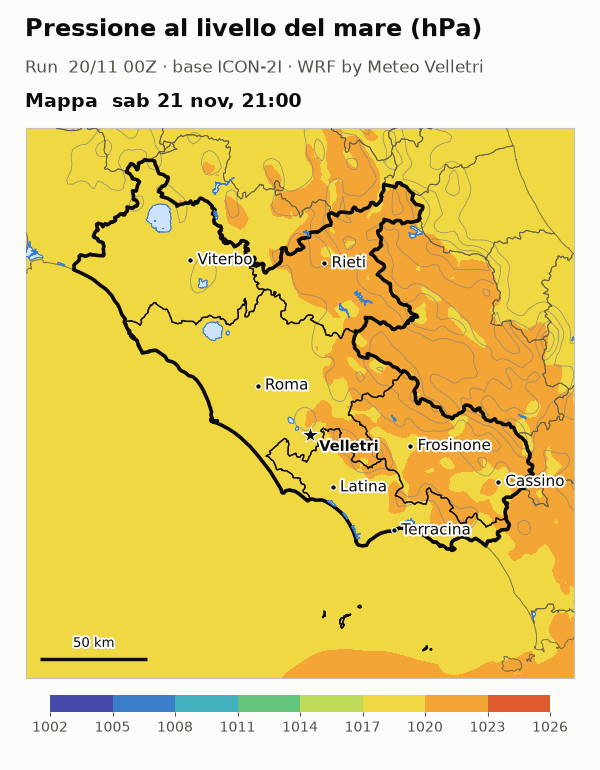 Pressione al livello del mare (hPa)
Run  20/11 00Z · base ICON-2I · WRF by Meteo Velletri
Mappa  sab 21 nov, 21:00
Viterbo
Rieti
Roma
Velletri
Frosinone
Cassino
Latina
Terracina
50 km
1002 1005 1008 1011 1014 1017 1020 1023 1026